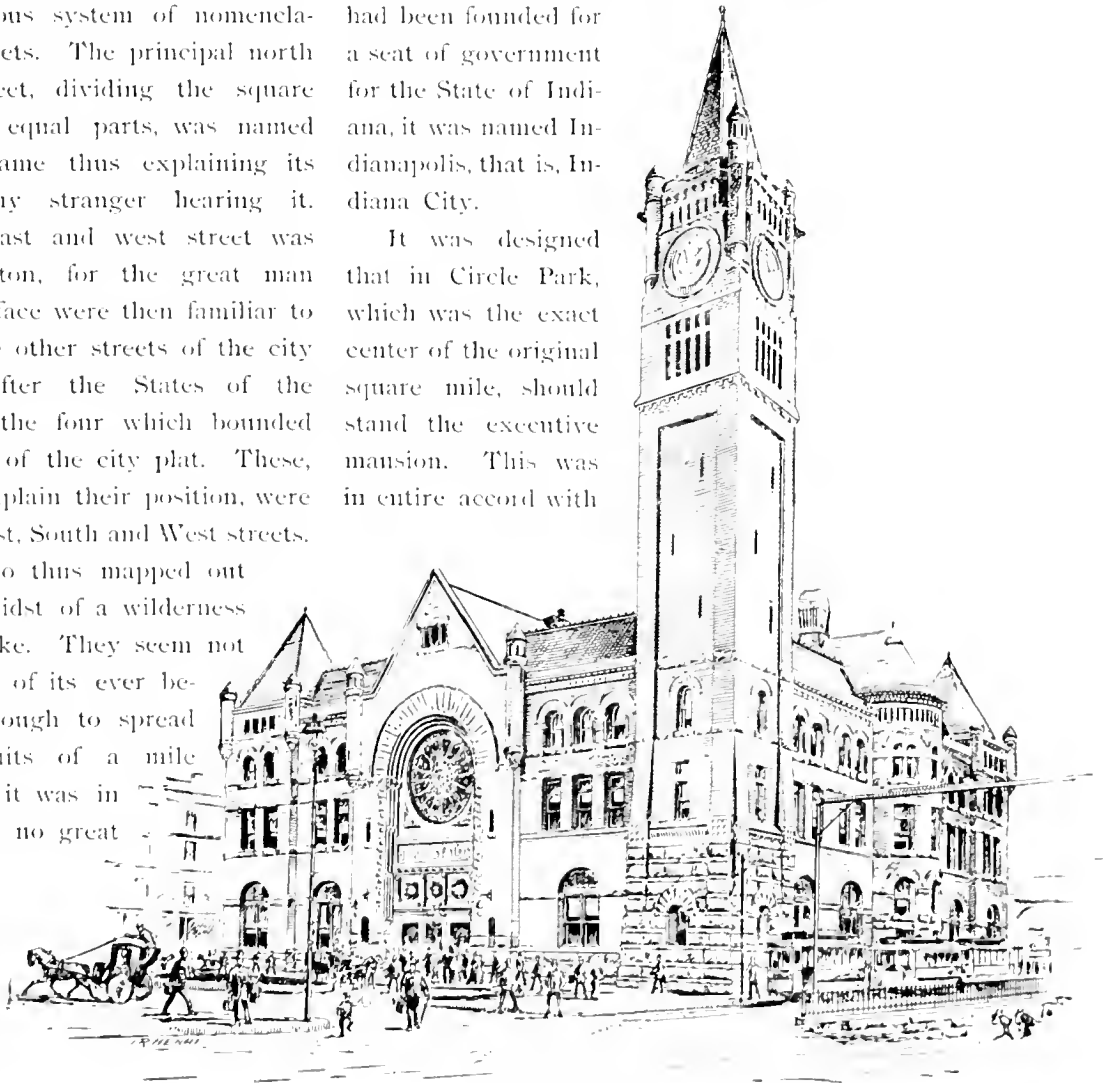 ous system of nomencla-
ets. The principal north
eet, dividing the square
equal parts, was named
ame thus explaining its
ny stranger hearing it.
ast and west street was
ton, for the great man
face were then familiar to
e other streets of the city
fter the States of the
the four which bounded
of the city plat. These,
plain their position, were
st, South and West streets.
o thus mapped out
idst of a wilderness
ke. They seem not
of its ever be-
ough to spread
nits of a mile
it was in
no great
had been founded for
a seat of government
for the State of Indi-
ana, it was named In-
dianapolis, that is, In-
diana City.
It was designed
that in Circle Park,
which was the exact
center of the original
square mile, should
stand the executive
mansion. This was
in entire accord with